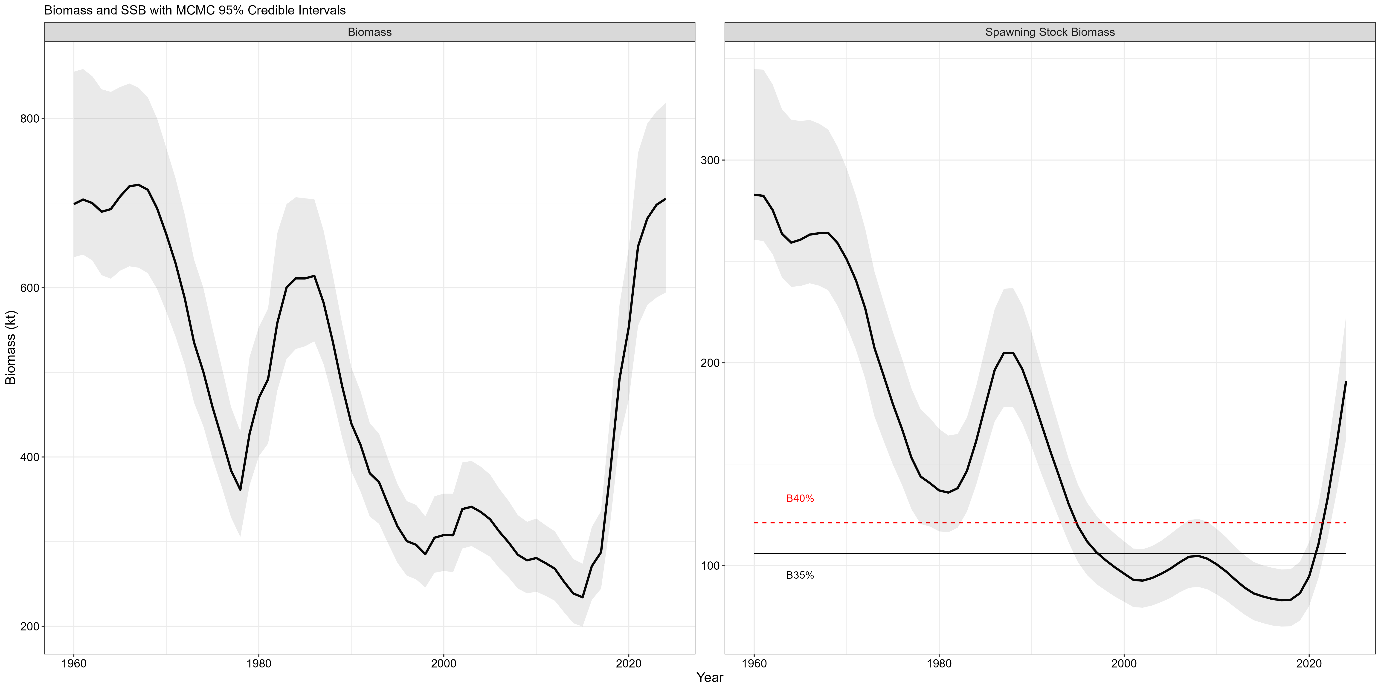 Biomass and SSB with MCMC 95% Credible Intervals
Biomass
Spawning Stock Biomass
Biomass (kt)
800
600
400
200
300
200
100
B40%
B35%
1960
1980
2000
2020
1960
1980
2000
2020
Year